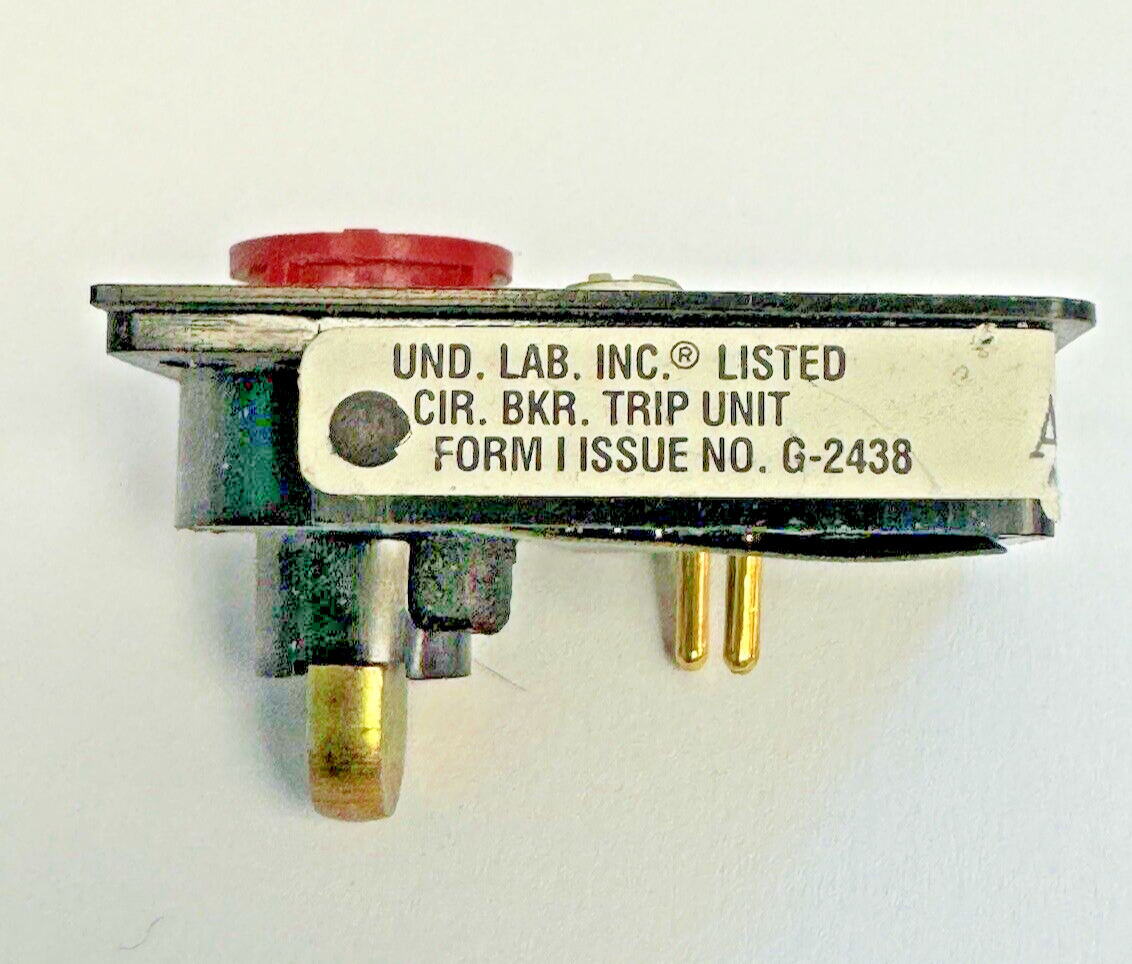 UND. LAB. INC.® LISTED
CIR. BKR. TRIP UNIT
FORM I ISSUE NO. G-2438